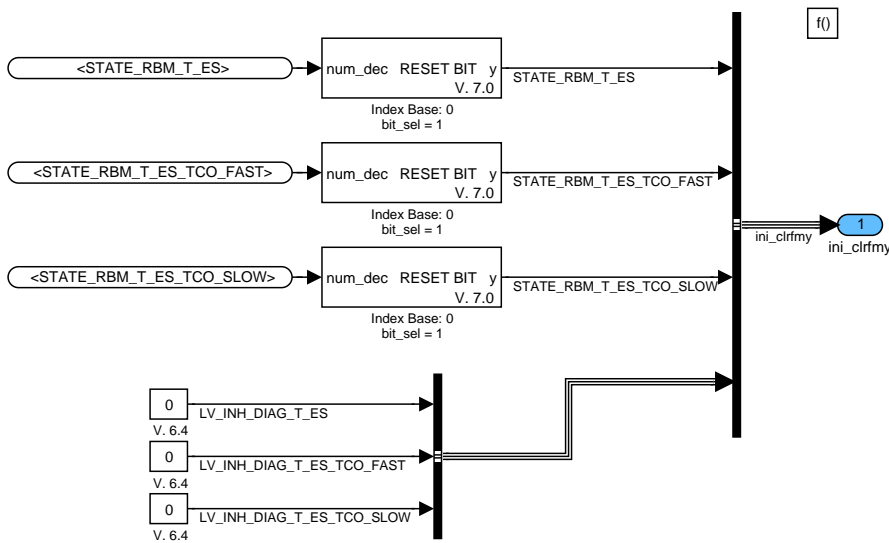 f()
<STATE_RBM_T_ES>
num_dec RESET BIT y
V. 7.0
STATE_RBM_T_ES
Index Base: 0
bit_sel = 1
<STATE_RBM_T_ES_TCO_FAST>
num_dec RESET BIT y
V. 7.0
STATE_RBM_T_ES_TCO_FAST
Index Base: 0
bit_sel = 1
1
ini_clrfmy
ini_clrfmy
<STATE_RBM_T_ES_TCO_SLOW>
num_dec RESET BIT y
V. 7.0
STATE_RBM_T_ES_TCO_SLOW
Index Base: 0
bit_sel = 1
0
LV_INH_DIAG_T_ES
V. 6.4
0
LV_INH_DIAG_T_ES_TCO_FAST
V. 6.4
0
LV_INH_DIAG_T_ES_TCO_SLOW
V. 6.4